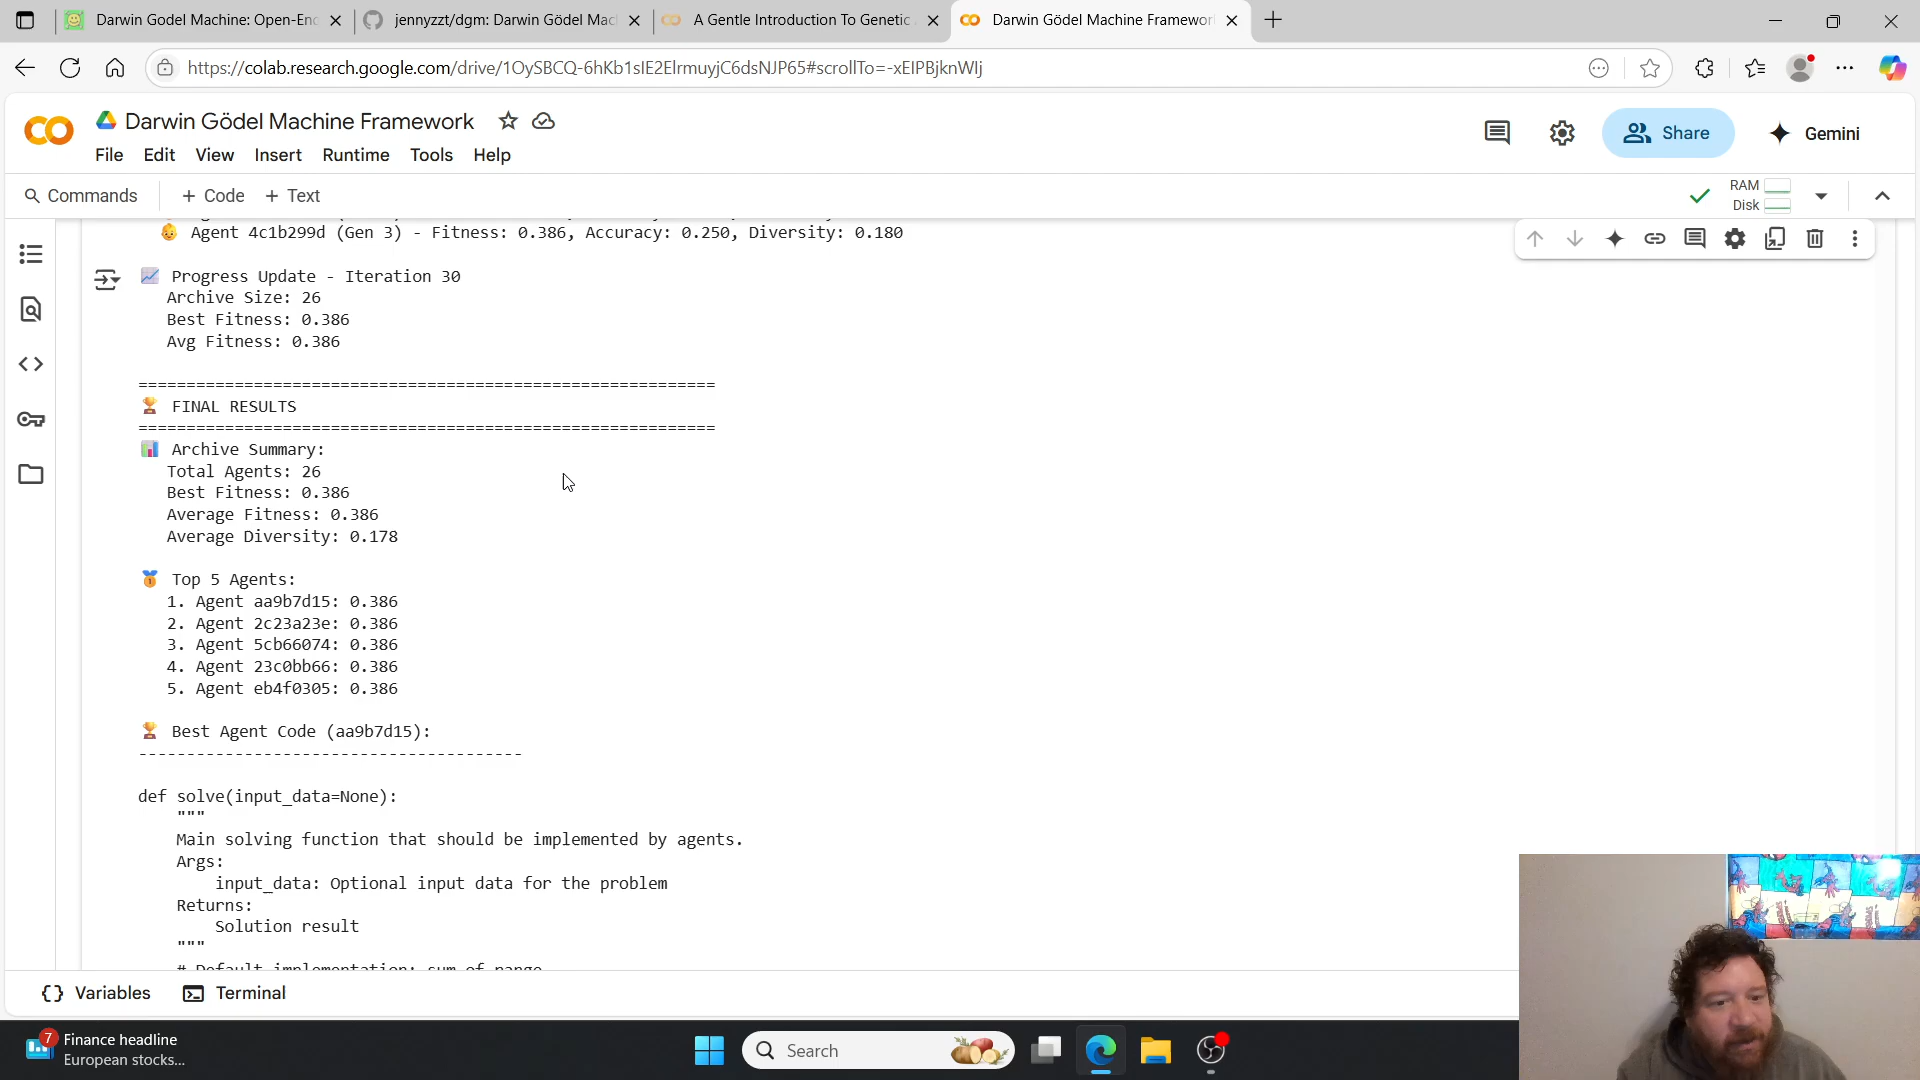 Darwin Godel Machine: Open-En
jennyzzt/dgm: Darwin Gödel Mac
A Gentle Introduction To Genetic
Darwin Gödel Machine Framewor
https://colab.research.google.com/drive/1OySBCQ-6hKb1sIE2ElrmuyjC6dsNJP65#scrollTo=-xEIPBjknWIj
Darwin Gödel Machine Framework
Share
Gemini
File Edit View Insert Runtime Tools Help
Commands + Code + Text
RAM
Disk
Agent 4c1b299d (Gen 3) - Fitness: 0.386, Accuracy: 0.250, Diversity: 0.180
Progress Update - Iteration 30
Archive Size: 26
Best Fitness: 0.386
Avg Fitness: 0.386
============================================================
FINAL RESULTS
============================================================
Archive Summary:
Total Agents: 26
Best Fitness: 0.386
Average Fitness: 0.386
Average Diversity: 0.178
Top 5 Agents:
1. Agent aa9b7d15: 0.386
2. Agent 2c23a23e: 0.386
3. Agent 5cb66074: 0.386
4. Agent 23c0bb66: 0.386
5. Agent eb4f0305: 0.386
Best Agent Code (aa9b7d15):
----------------------------------------
def solve(input_data=None):
"""
Main solving function that should be implemented by agents.
Args:
input_data: Optional input data for the problem
Returns:
Solution result
"""
# Default implementation: sum of range
{} Variables Terminal
7
Finance headline
European stocks...
Search